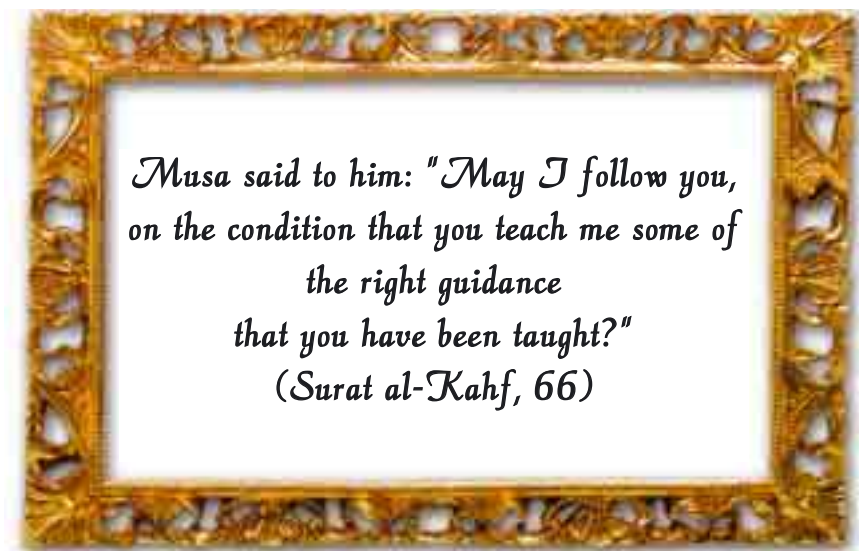 Musa said to him: "May I follow you,
on the condition that you teach me some of
the right guidance
that you have been taught?"
(Surat al-Kahf, 66)